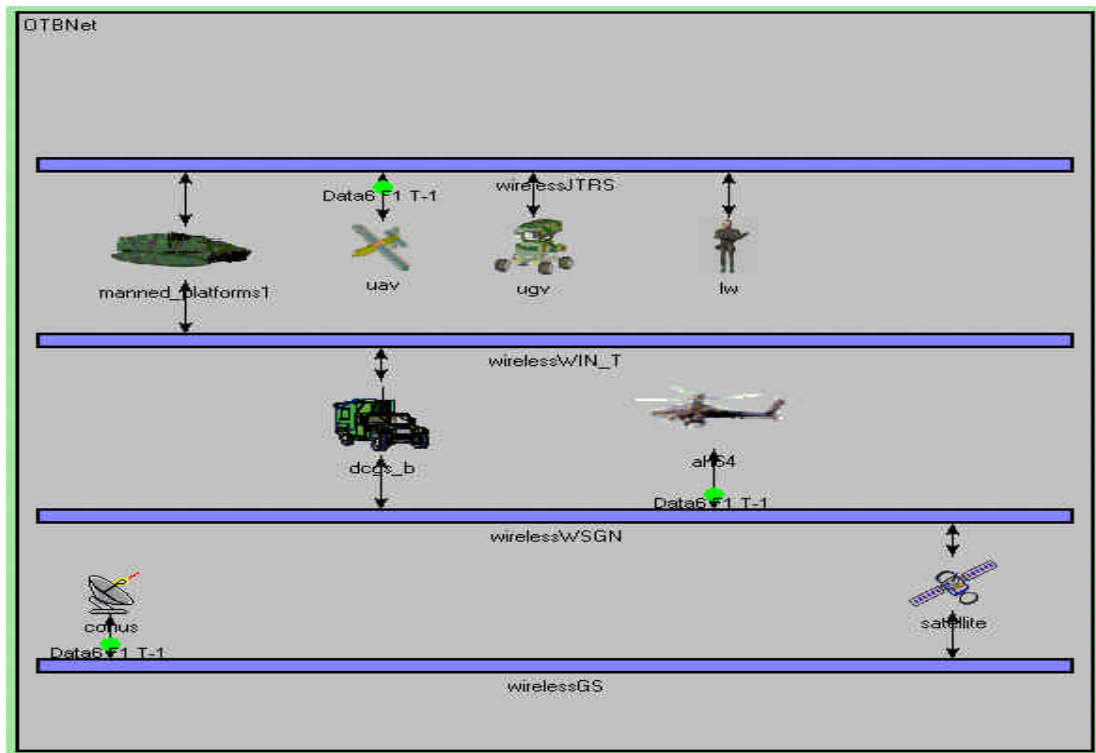 OTBNet
wirelessJTRS
Data6 F1 T-1
manned_platforms1
uav
ugv
lw
wirelessWIN_T
dcgs_b
ah64
Data6 F1 T-1
wirelessWSGN
conus
satellite
Data6 F1 T-1
wirelessGS